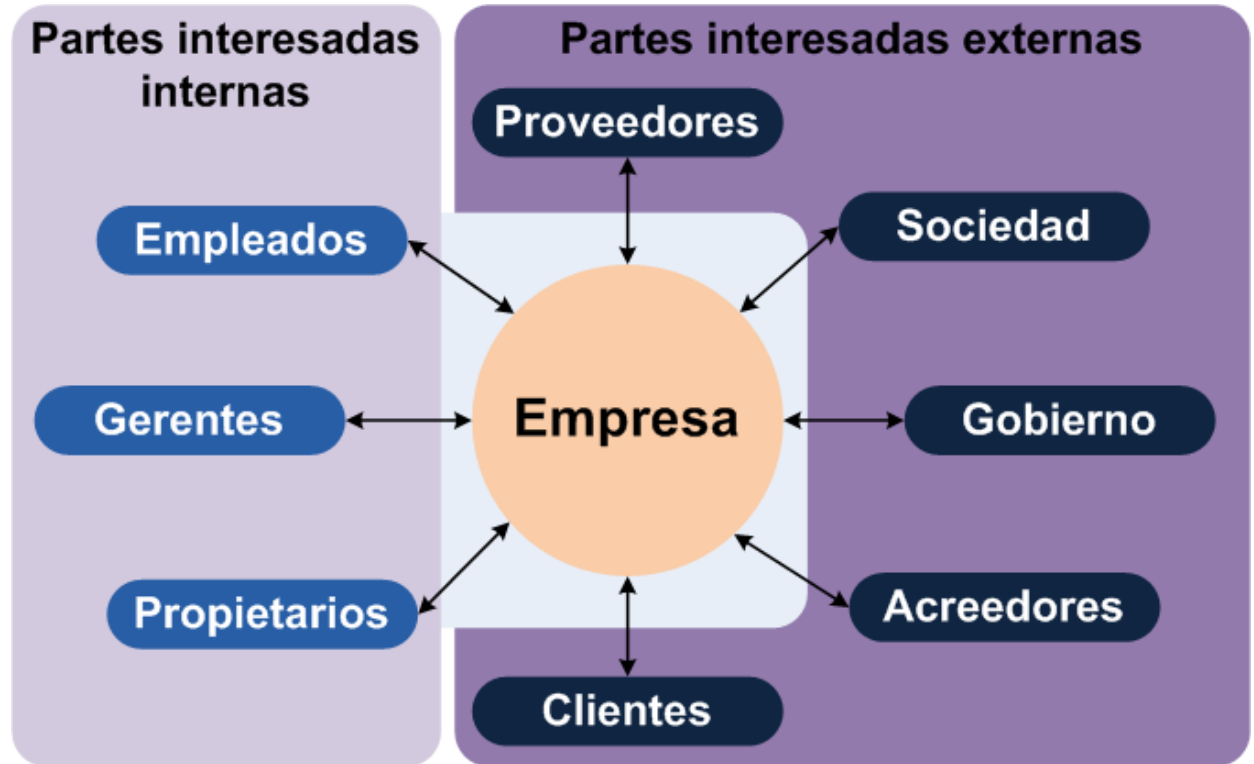 Partes interesadas
internas
Partes interesadas externas
Proveedores
Empleados
Sociedad
Gerentes
Empresa
Gobierno
Propietarios
Acreedores
Clientes